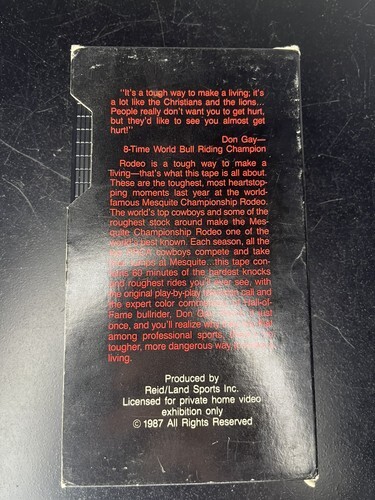 "It's a tough way to make a living; it's
a lot like the Christians and the lions...
People really don't want you to get hurt,
but they'd like to see you almost get
hurt!"
Don Gay—
8-Time World Bull Riding Champion
Rodeo is a tough way to make a
living—that's what this tape is all about.
These are the toughest, most heartstop-
ping moments last year at the world-
famous Mesquite Championship Rodeo.
The world's top cowboys and some of the
roughest stock around make the Mes-
quite Championship Rodeo one of the
world's best known. Each season, all the
cowboys compete and take
at Mesquite... this tape con-
60 minutes of the hardest knocks
and roughest rides you'll ever see, with
the original play-by-play call and
the expert color
Fame bullrider, Don Gay. just
once, and you'll realize why
among professional sports,
tougher, more dangerous way
living.
Produced by
Reid/Land Sports Inc.
Licensed for private home video
exhibition only
© 1987 All Rights Reserved